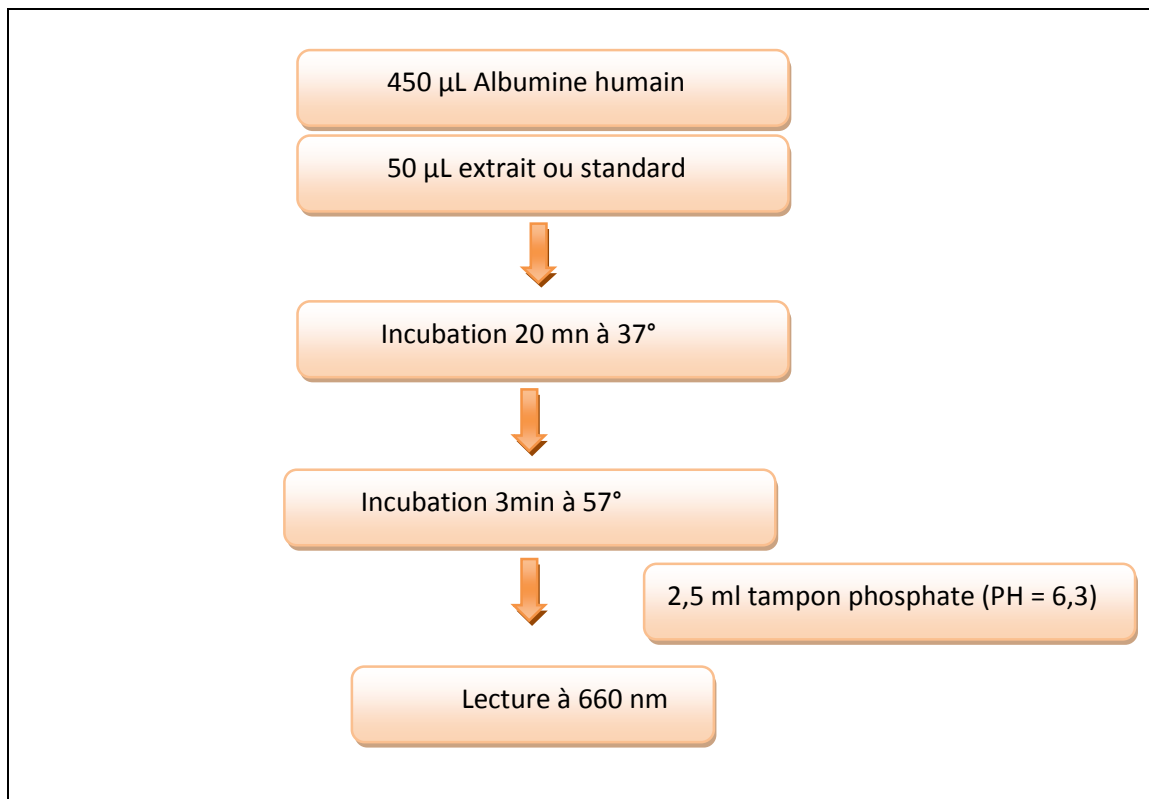 450 µL Albumine humain
50 µL extrait ou standard
Incubation 20 mn à 37°
Incubation 3min à 57°
2,5 ml tampon phosphate (PH = 6,3)
Lecture à 660 nm